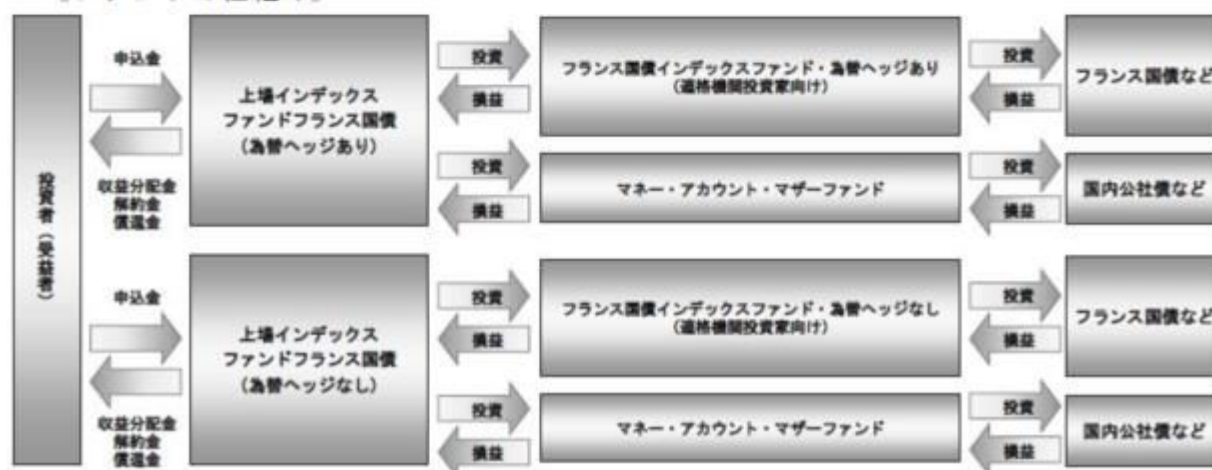 投資者（受益者）
申込金
収益分配金
解約金
償還金
上場インデックス
ファンドフランス国債
（為替ヘッジあり）
投資
損益
フランス国債インデックスファンド・為替ヘッジあり
（適格機関投資家向け）
投資
損益
フランス国債など
投資
損益
マネー・アカウント・マザーファンド
投資
損益
国内公社債など
申込金
収益分配金
解約金
償還金
上場インデックス
ファンドフランス国債
（為替ヘッジなし）
投資
損益
フランス国債インデックスファンド・為替ヘッジなし
（適格機関投資家向け）
投資
損益
フランス国債など
投資
損益
マネー・アカウント・マザーファンド
投資
損益
国内公社債など